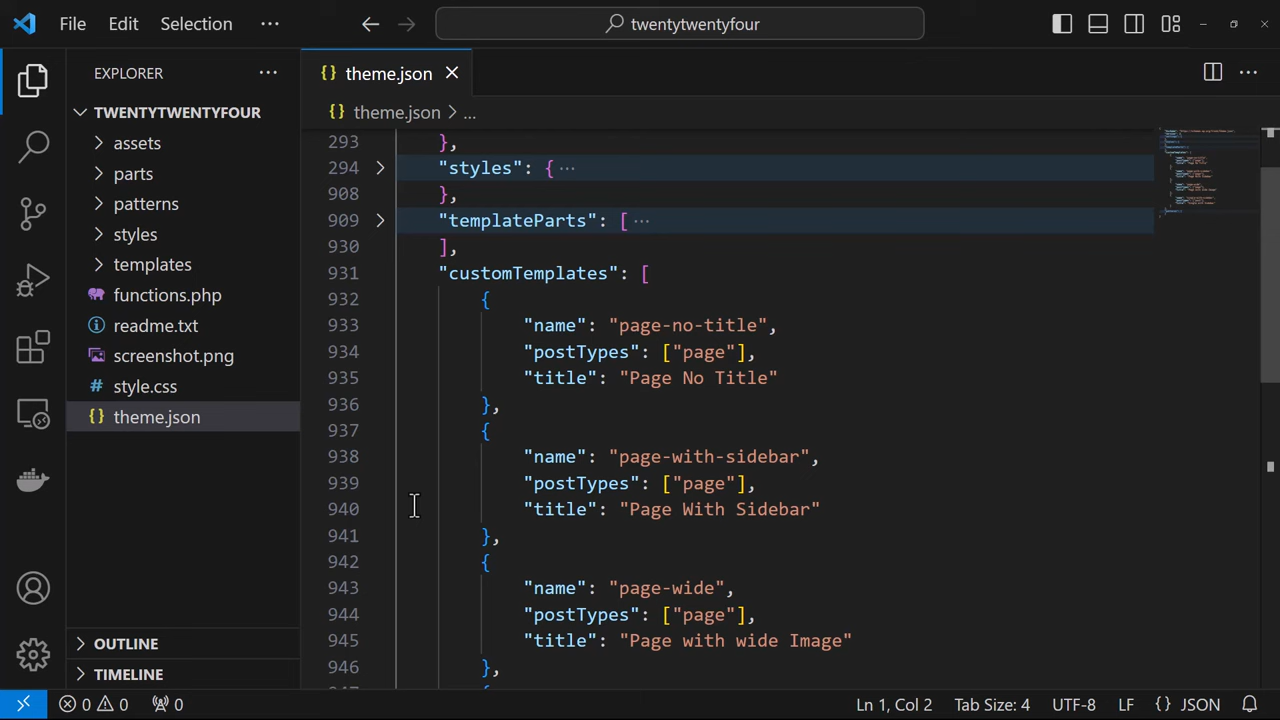 File Edit Selection ··· twentytwentyfour
EXPLORER ···
theme.json
theme.json > ...
TWENTYTWENTYFOUR
assets
parts
patterns
styles
templates
functions.php
readme.txt
screenshot.png
style.css
theme.json
OUTLINE
TIMELINE
293 },
294 "styles": { ···
908 },
909 "templateParts": [ ···
930 ],
931 "customTemplates": [
932 {
933 "name": "page-no-title",
934 "postTypes": ["page"],
935 "title": "Page No Title"
936 },
937 {
938 "name": "page-with-sidebar",
939 "postTypes": ["page"],
940 "title": "Page With Sidebar"
941 },
942 {
943 "name": "page-wide",
944 "postTypes": ["page"],
945 "title": "Page with wide Image"
946 },
0 0 0 Ln 1, Col 2 Tab Size: 4 UTF-8 LF {} JSON